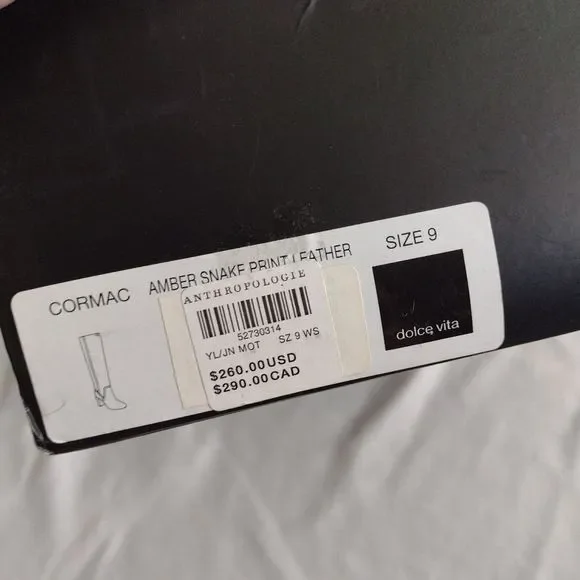 CORMAC AMBER SNAKE PRINT LEATHER SIZE 9
ANTHROPOLOGIE
52730314
YL/JN MOT SZ 9 WS
$260.00USD
$290.00CAD
dolce vita